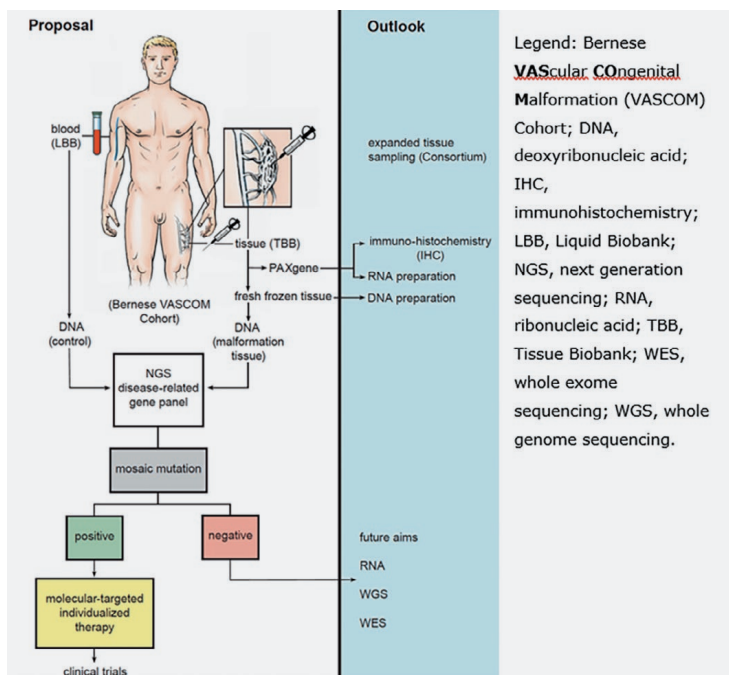 Proposal
blood
(LBB)
tissue (TBB)
PAXgene
fresh frozen tissue
(Bernese VASCOM
Cohort)
DNA
(control)
DNA
(malformation
tissue)
NGS
disease-related
gene panel
mosaic mutation
positive
negative
molecular-targeted
individualized
therapy
clinical trials
Outlook
expanded tissue
sampling (Consortium)
immuno-histochemistry
(IHC)
RNA preparation
DNA preparation
future aims
RNA
WGS
WES
Legend: Bernese
VAScular COngenital
Malformation (VASCOM)
Cohort; DNA,
deoxyribonucleic acid;
IHC,
immunohistochemistry;
LBB, Liquid Biobank;
NGS, next generation
sequencing; RNA,
ribonucleic acid; TBB,
Tissue Biobank; WES,
whole exome
sequencing; WGS, whole
genome sequencing.